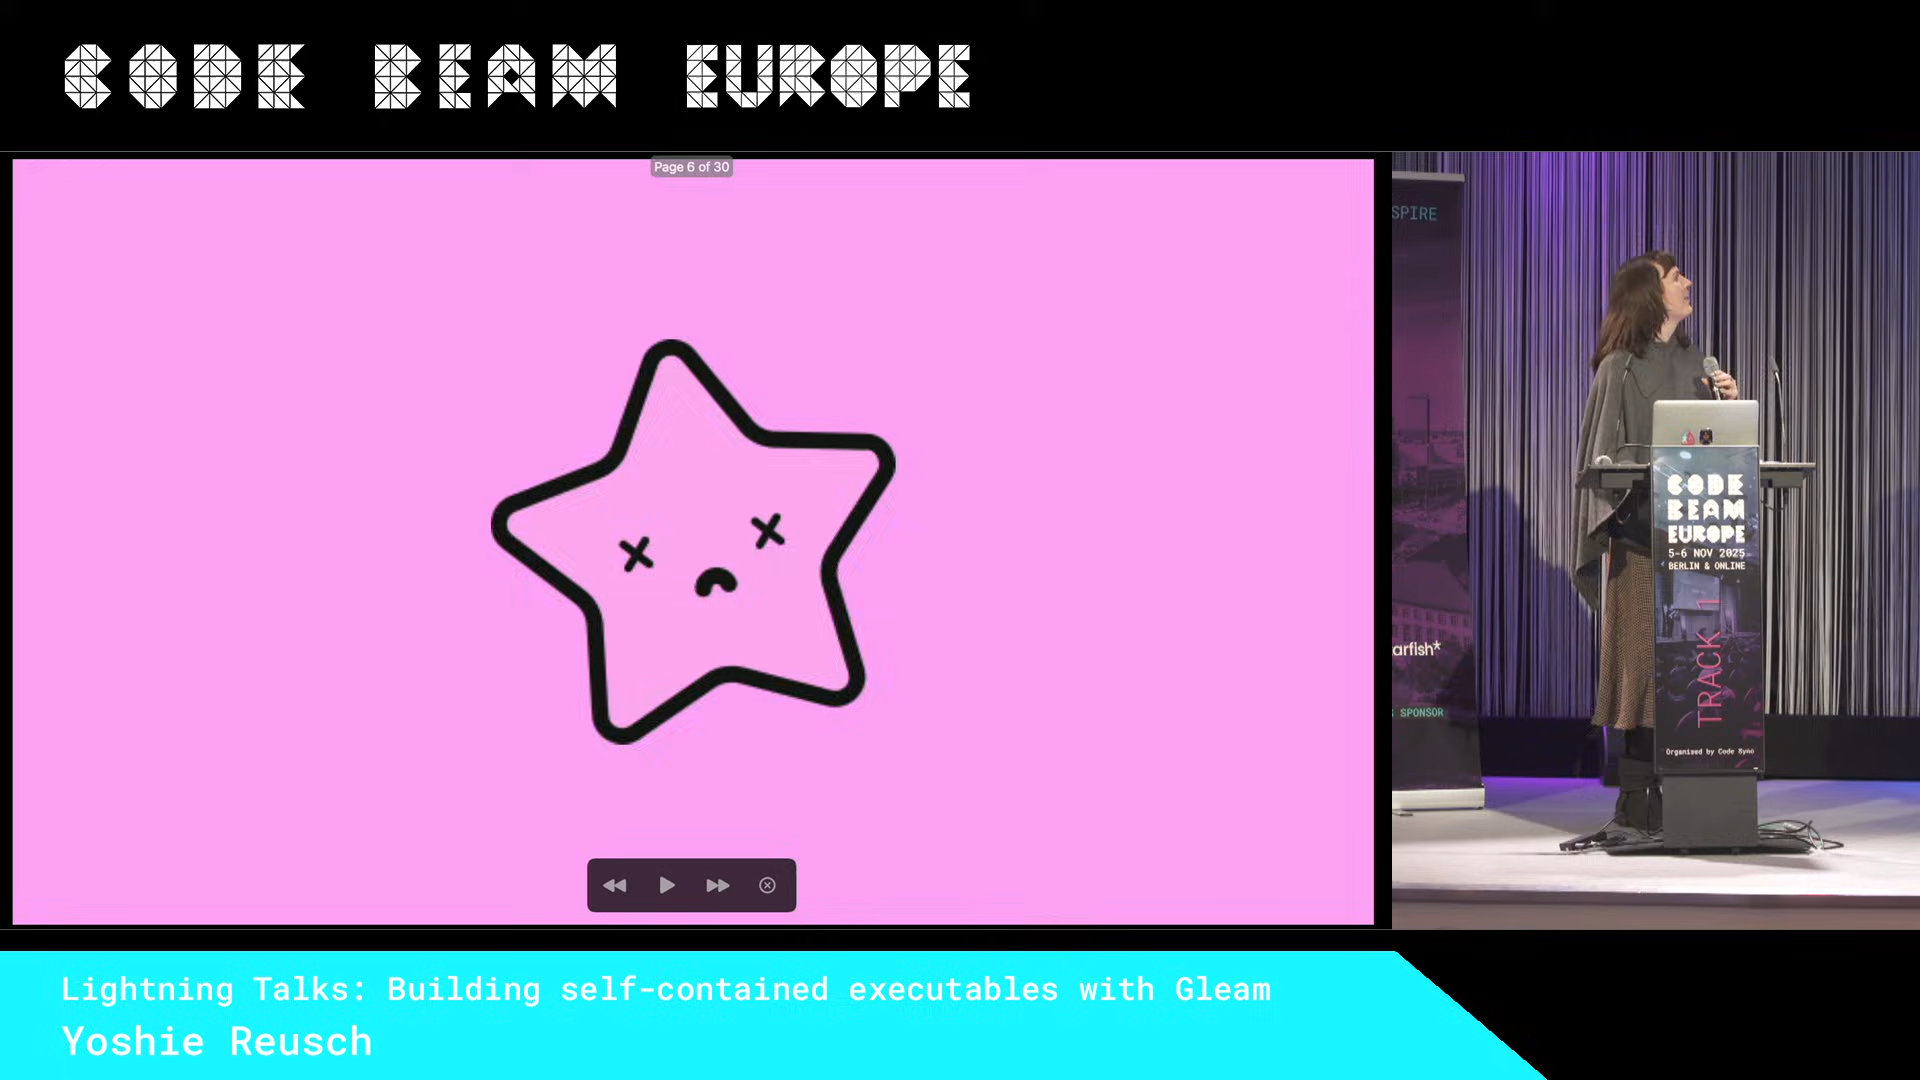 CODE BEAM EUROPE
Page 6 of 30
SPIRE
arfish*
SPONSOR
CODE
BEAM
EUROPE
5-6 NOV 2025
BERLIN & ONLINE
TRACK 1
Organised by Code Sync
Lightning Talks: Building self-contained executables with Gleam
Yoshie Reusch